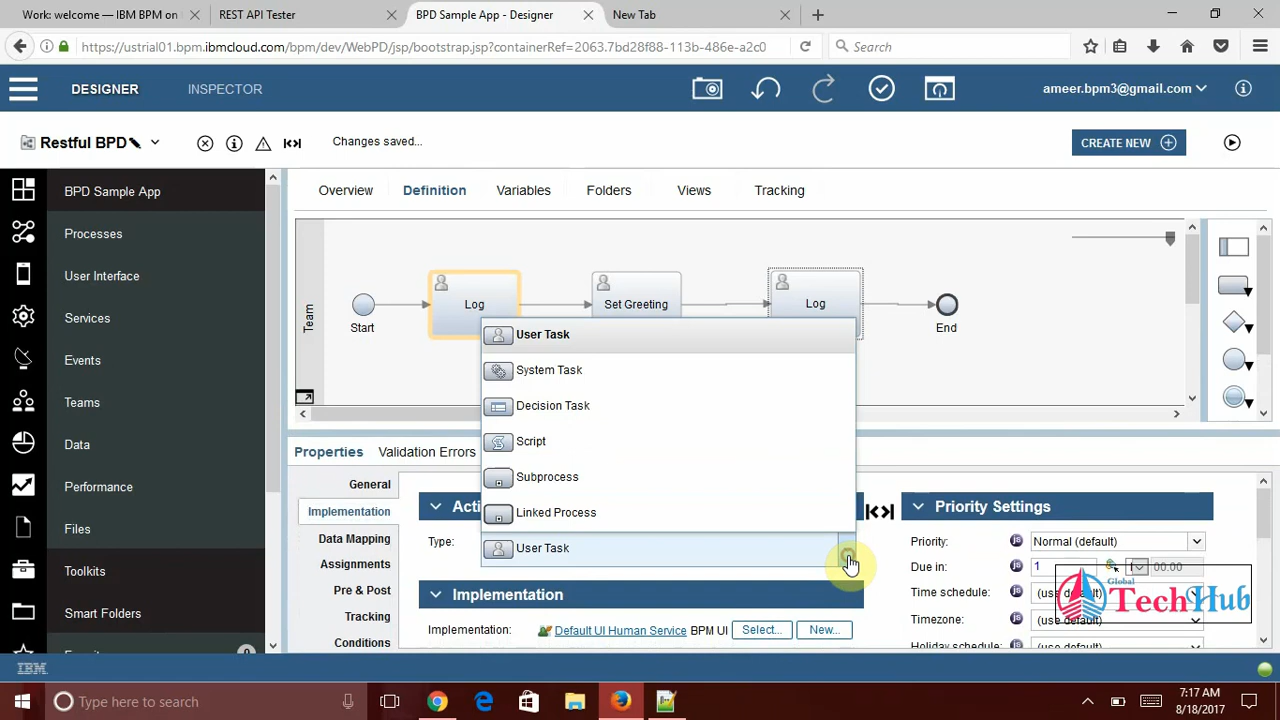 Work: welcome — IBM BPM on
REST API Tester
BPD Sample App - Designer
New Tab
https://ustrial01.bpm.ibmcloud.com/bpm/dev/WebPD/jsp/bootstrap.jsp?containerRef=2063.7bd28f88-113b-486e-a2c0
Search
DESIGNER
INSPECTOR
ameer.bpm3@gmail.com
Restful BPD
Changes saved...
CREATE NEW
BPD Sample App
Processes
User Interface
Services
Events
Teams
Data
Performance
Files
Toolkits
Smart Folders
Overview
Definition
Variables
Folders
Views
Tracking
Team
Start
Log
Set Greeting
Log
End
User Task
System Task
Decision Task
Script
Subprocess
Linked Process
Properties
Validation Errors
General
Implementation
Data Mapping
Assignments
Pre & Post
Tracking
Conditions
Type:
User Task
Implementation
Implementation:
Default UI Human Service
BPM UI
Select...
New...
Priority Settings
Priority:
Normal (default)
Due in:
1
00.00
Time schedule:
(use
Timezone:
(use defa
Holiday schedule:
Global
TechHub
IBM
Type here to search
7:17 AM
8/18/2017